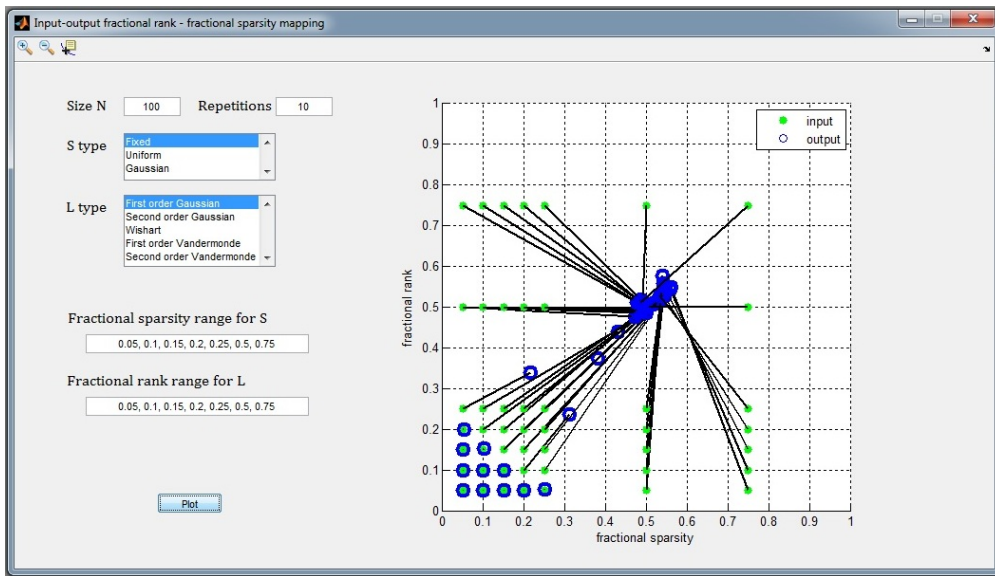 Input-output fractional rank - fractional sparsity mapping
Size N 100 Repetitions 10
S type
Fixed
Uniform
Gaussian
L type
First order Gaussian
Second order Gaussian
Wishart
First order Vandermonde
Second order Vandermonde
Fractional sparsity range for S
0.05, 0.1, 0.15, 0.2, 0.25, 0.5, 0.75
Fractional rank range for L
0.05, 0.1, 0.15, 0.2, 0.25, 0.5, 0.75
Plot
input
output
fractional rank
1
0.9
0.8
0.7
0.6
0.5
0.4
0.3
0.2
0.1
0
0 0.1 0.2 0.3 0.4 0.5 0.6 0.7 0.8 0.9 1
fractional sparsity